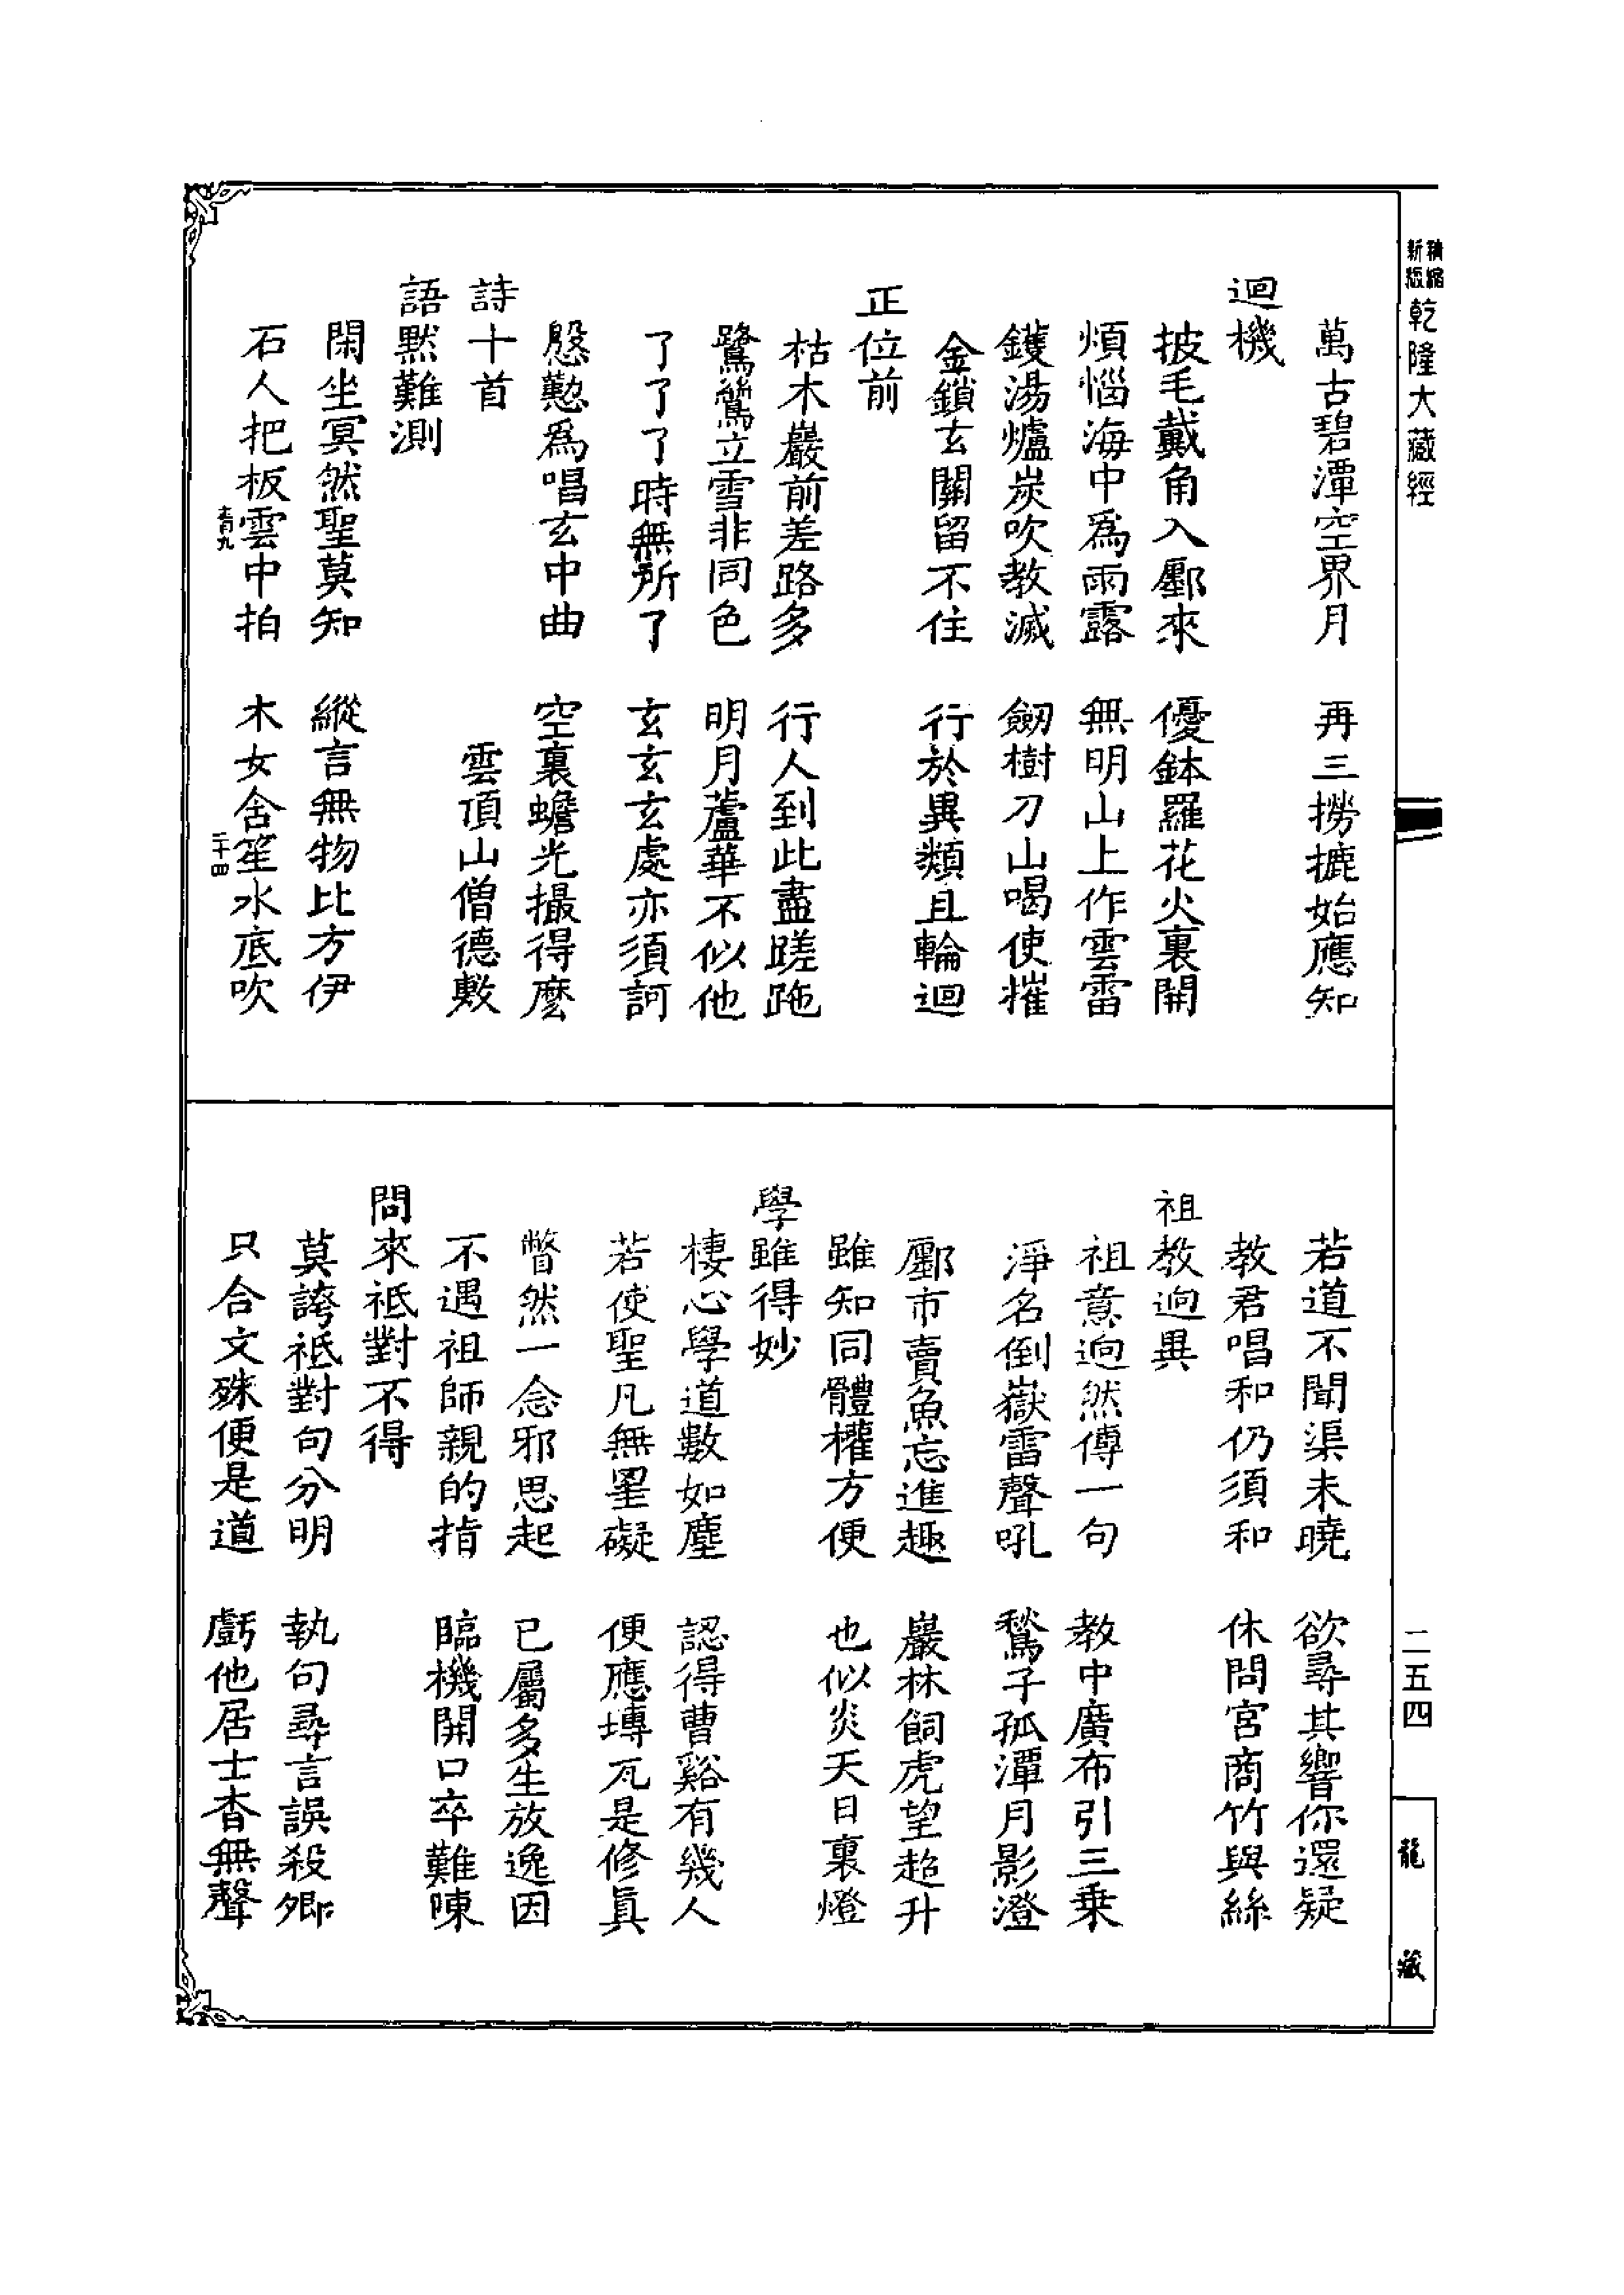 精縮
新版
乾隆大藏經
萬古碧潭空界月　再三撈摝始應知
迴機
披毛戴角入鄽來　優鉢羅花火裏開
煩惱海中爲雨露　無明山上作雲雷
鑊湯爐炭吹教滅　劒樹刀山喝使摧
金鎖玄關留不住　行於異類且輪迴
正位前
枯木巖前差路多　行人到此盡蹉跎
鷺鷥立雪非同色　明月蘆華不似他
了了了時無所了　玄玄玄處亦須訶
慇懃爲唱玄中曲　空裏蟾光撮得麽
詩十首　雲頂山僧德敷
語默難測
閑坐冥然聖莫知　縱言無物比方伊
石人把板雲中拍　木女含笙水底吹
青九
二十四
若道不聞渠未曉　欲尋其響你還疑
教君唱和仍須和　休問宮商竹與絲
祖教逈異
祖意逈然傳一句　教中廣布引三乗
淨名倒嶽雷聲吼　鶖子孤潭月影澄
鄽市賣魚忘進趣　巖林飼虎望超升
雖知同體權方便　也似炎天日裏燈
學雖得妙
棲心學道數如塵　認得曹谿有幾人
若使聖凡無罣礙　便應塼瓦是修真
瞥然一念邪思起　已屬多生放逸因
不遇祖師親的指　臨機開口卒難陳
問來祇對不得
莫誇祇對句分明　執句尋言誤殺卿
只合文殊便是道　虧他居士杳無聲
二五四
龍藏